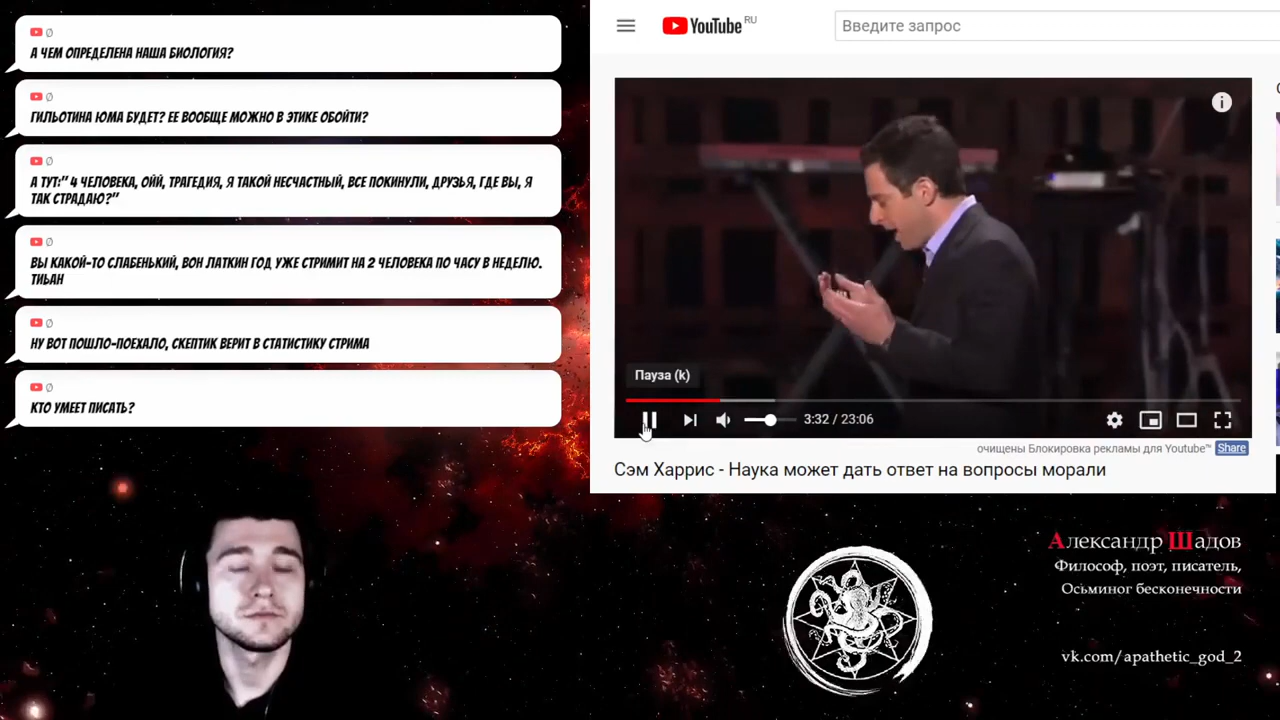 Ø
А ЧЕМ ОПРЕДЕЛЕНА НАША БИОЛОГИЯ?
Ø
ГИЛЬОТИНА ЮМА БУДЕТ? ЕЕ ВООБЩЕ МОЖНО В ЭТИКЕ ОБОЙТИ?
Ø
А ТУТ:" 4 ЧЕЛОВЕКА, ОЙЙ, ТРАГЕДИЯ, Я ТАКОЙ НЕСЧАСТНЫЙ, ВСЕ ПОКИНУЛИ, ДРУЗЬЯ, ГДЕ ВЫ, Я
ТАК СТРАДАЮ?"
Ø
ВЫ КАКОЙ-ТО СЛАБЕНЬКИЙ, ВОН ЛАТКИН ГОД УЖЕ СТРИМИТ НА 2 ЧЕЛОВЕКА ПО ЧАСУ В НЕДЕЛЮ.
ТИЬАН
Ø
НУ ВОТ ПОШЛО-ПОЕХАЛО, СКЕПТИК ВЕРИТ В СТАТИСТИКУ СТРИМА
Ø
КТО УМЕЕТ ПИСАТЬ?
YouTube RU
Введите запрос
Пауза (k)
3:32 / 23:06
очищены Блокировка рекламы для Youtube™ Share
Сэм Харрис - Наука может дать ответ на вопросы морали
Александр Шадов
Философ, поэт, писатель,
Осьминог бесконечности
vk.com/apathetic_god_2